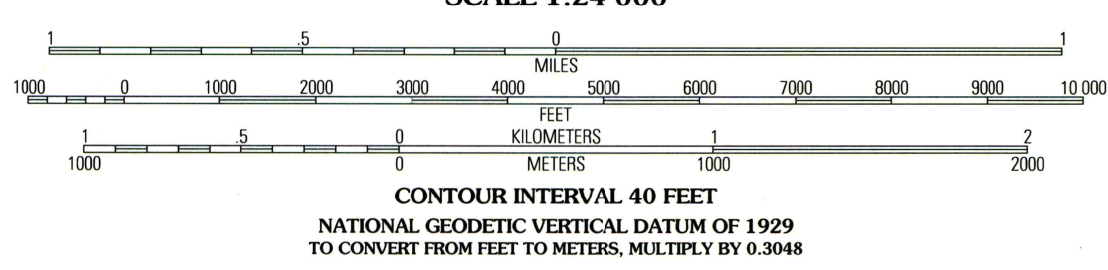 SCALE 1:24 000
1 .5 0 1
MILES
1000 0 1000 2000 3000 4000 5000 6000 7000 8000 9000 10 000
FEET
1 .5 0 KILOMETERS 1 2
1000 0 METERS 1000 2000
CONTOUR INTERVAL 40 FEET
NATIONAL GEODETIC VERTICAL DATUM OF 1929
TO CONVERT FROM FEET TO METERS, MULTIPLY BY 0.3048